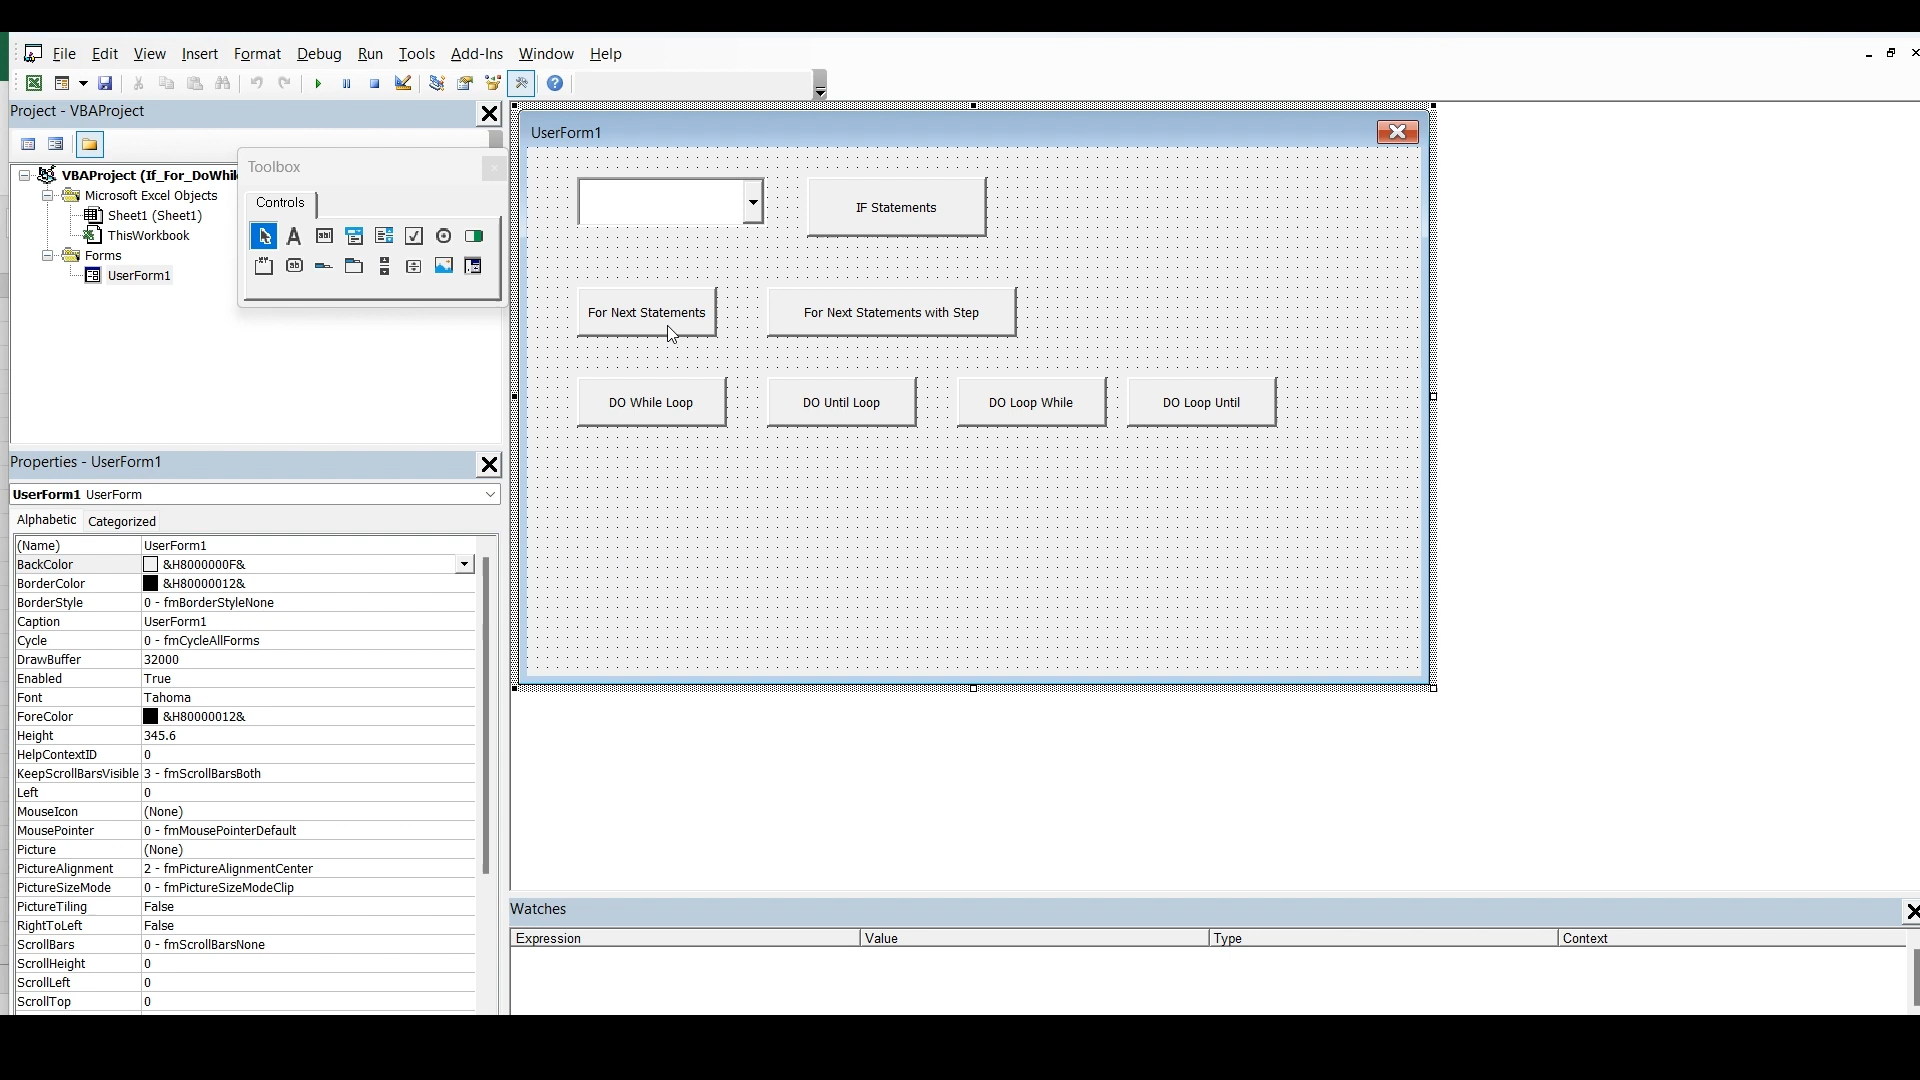 File Edit View Insert Format Debug Run Tools Add-Ins Window Help
Project - VBAProject
VBAProject (If_For_DoWhil
Microsoft Excel Objects
Sheet1 (Sheet1)
ThisWorkbook
Forms
UserForm1
Toolbox
Controls
UserForm1
IF Statements
For Next Statements
For Next Statements with Step
DO While Loop
DO Until Loop
DO Loop While
DO Loop Until
Properties - UserForm1
UserForm1 UserForm
Alphabetic Categorized
(Name) UserForm1
BackColor &H8000000F&
BorderColor &H80000012&
BorderStyle 0 - fmBorderStyleNone
Caption UserForm1
Cycle 0 - fmCycleAllForms
DrawBuffer 32000
Enabled True
Font Tahoma
ForeColor &H80000012&
Height 345.6
HelpContextID 0
KeepScrollBarsVisible 3 - fmScrollBarsBoth
Left 0
MouseIcon (None)
MousePointer 0 - fmMousePointerDefault
Picture (None)
PictureAlignment 2 - fmPictureAlignmentCenter
PictureSizeMode 0 - fmPictureSizeModeClip
PictureTiling False
RightToLeft False
ScrollBars 0 - fmScrollBarsNone
ScrollHeight 0
ScrollLeft 0
ScrollTop 0
Watches
Expression Value Type Context